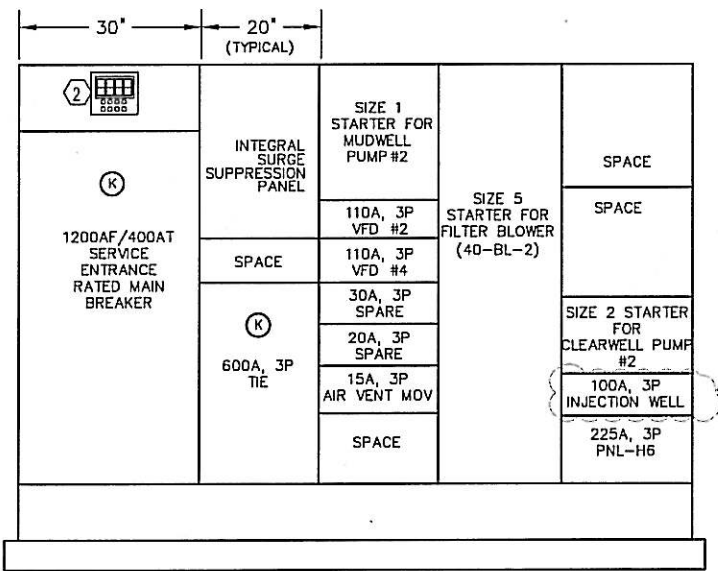 30"
20"
(TYPICAL)
2
K
1200AF/400AT
SERVICE
ENTRANCE
RATED MAIN
BREAKER
INTEGRAL
SURGE
SUPPRESSION
PANEL
SPACE
K
600A, 3P
TIE
SIZE 1
STARTER FOR
MUDWELL
PUMP #2
110A, 3P
VFD #2
110A, 3P
VFD #4
30A, 3P
SPARE
20A, 3P
SPARE
15A, 3P
AIR VENT MOV
SPACE
SIZE 5
STARTER FOR
FILTER BLOWER
(40-BL-2)
SPACE
SPACE
SIZE 2 STARTER
FOR
CLEARWELL PUMP
#2
100A, 3P
INJECTION WELL
225A, 3P
PNL-H6